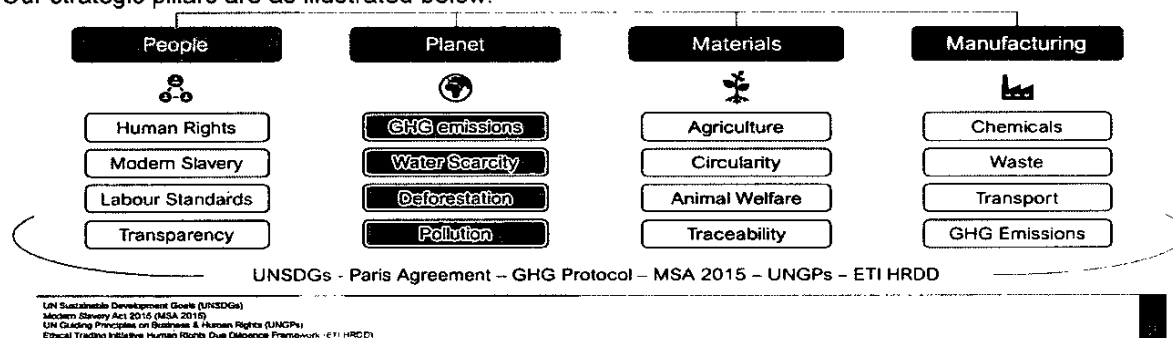 Our strategic pillars are as illustrated below:
People Planet Materials Manufacturing
Human Rights GHG emissions Agriculture Chemicals
Modern Slavery Water Scarcity Circularity Waste
Labour Standards Deforestation Animal Welfare Transport
Transparency Pollution Traceability GHG Emissions
UNSDGs - Paris Agreement – GHG Protocol – MSA 2015 – UNGPs – ETI HRDD
UN Sustainable Development Goals (UNSDGs)
Modern Slavery Act 2015 (MSA 2015)
UN Guiding Principles on Business & Human Rights (UNGPs)
Ethical Trading Initiative Human Rights Due Diligence Framework (ETI HRDD)